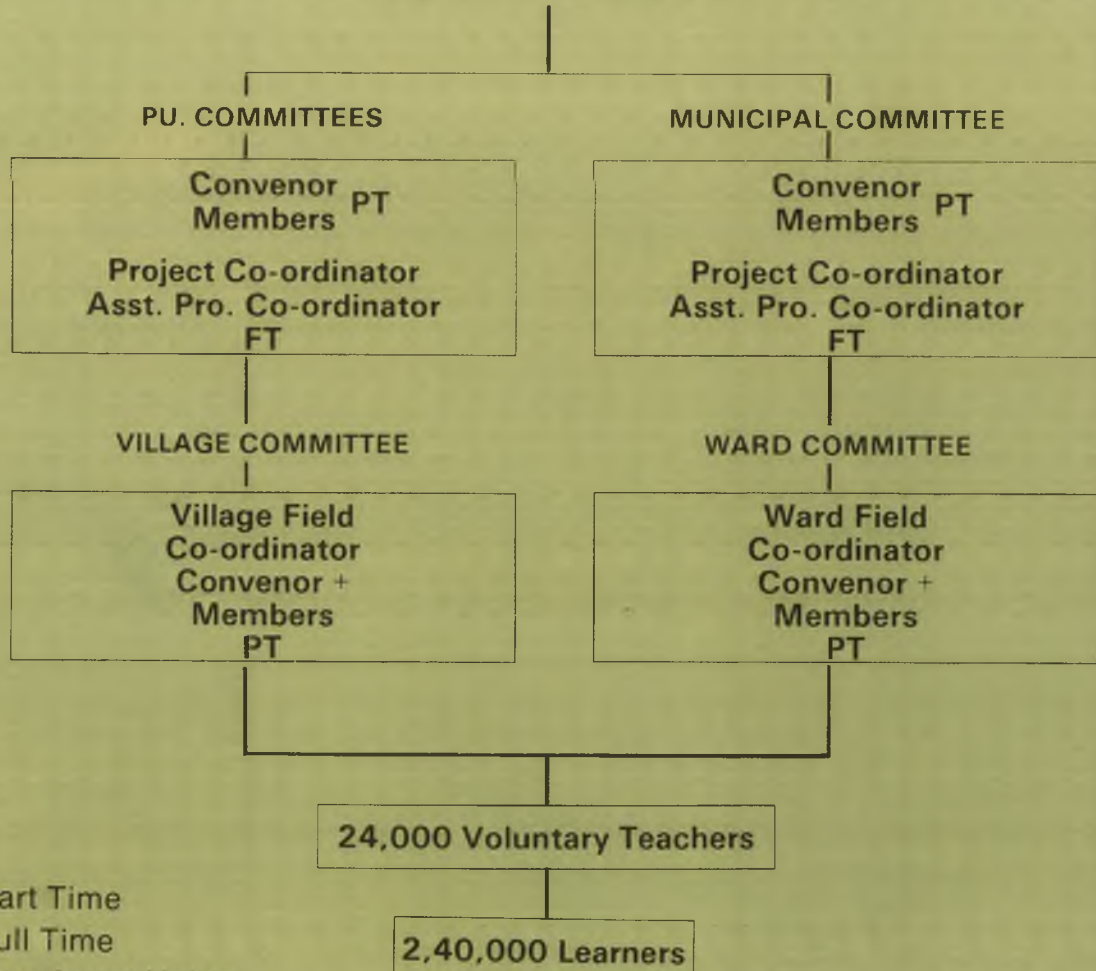 PU. COMMITTEES
Convenor
Members PT
Project Co-ordinator
Asst. Pro. Co-ordinator
FT
VILLAGE COMMITTEE
Village Field
Co-ordinator
Convenor +
Members
PT
MUNICIPAL COMMITTEE
Convenor
Members PT
Project Co-ordinator
Asst. Pro. Co-ordinator
FT
WARD COMMITTEE
Ward Field
Co-ordinator
Convenor +
Members
PT
24,000 Voluntary Teachers
2,40,000 Learners
art Time
ull Time